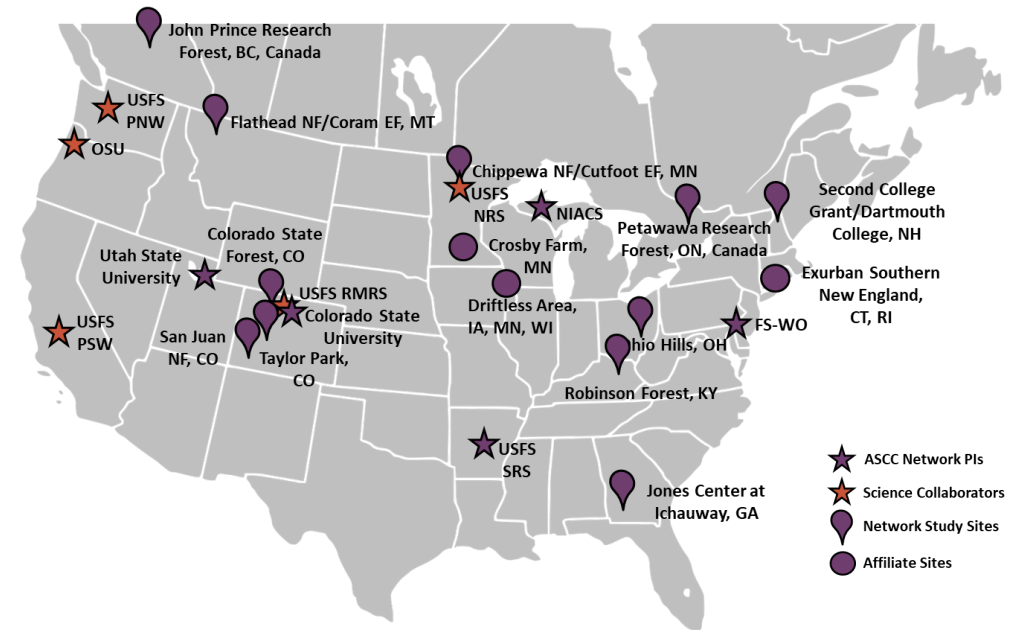 John Prince Research
Forest, BC, Canada
USFS
PNW
OSU
Flathead NF/Coram EF, MT
Chippewa NF/Cutfoot EF, MN
USFS
NRS
NIACS
Petawawa Research
Forest, ON, Canada
Second College
Grant/Dartmouth
College, NH
Colorado State
Forest, CO
Utah State
University
Crosby Farm,
MN
Exurban Southern
New England,
CT, RI
USFS RMRS
Colorado State
University
Driftless Area,
IA, MN, WI
USFS
PSW
San Juan
NF, CO
Taylor Park,
CO
hio Hills, OH
FS-WO
Robinson Forest, KY
USFS
SRS
Jones Center at
Ichauway, GA
ASCC Network PIs
Science Collaborators
Network Study Sites
Affiliate Sites